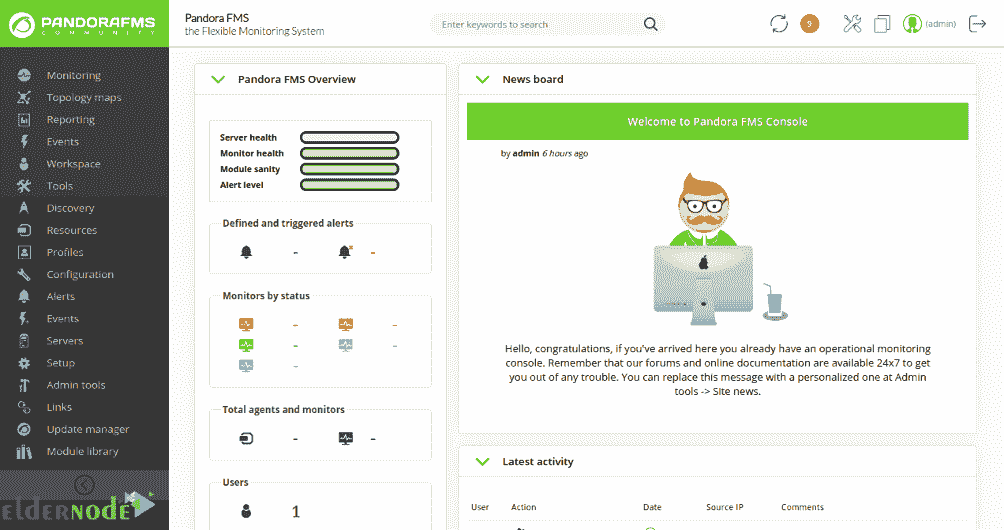 PANDORAFMS
COMMUNITY
Pandora FMS
the Flexible Monitoring System
Enter keywords to search
9
(admin)
Monitoring
Topology maps
Reporting
Events
Workspace
Tools
Discovery
Resources
Profiles
Configuration
Alerts
Events
Servers
Setup
Admin tools
Links
Update manager
Module library
ELDERNODE
Pandora FMS Overview
Server health
Monitor health
Module sanity
Alert level
Defined and triggered alerts
- -
Monitors by status
- -
- -
-
Total agents and monitors
- -
Users
1
News board
Welcome to Pandora FMS Console
by admin 6 hours ago
Hello, congratulations, if you've arrived here you already have an operational monitoring
console. Remember that our forums and online documentation are available 24x7 to get
you out of any trouble. You can replace this message with a personalized one at Admin
tools -> Site news.
Latest activity
User Action Date Source IP Comments